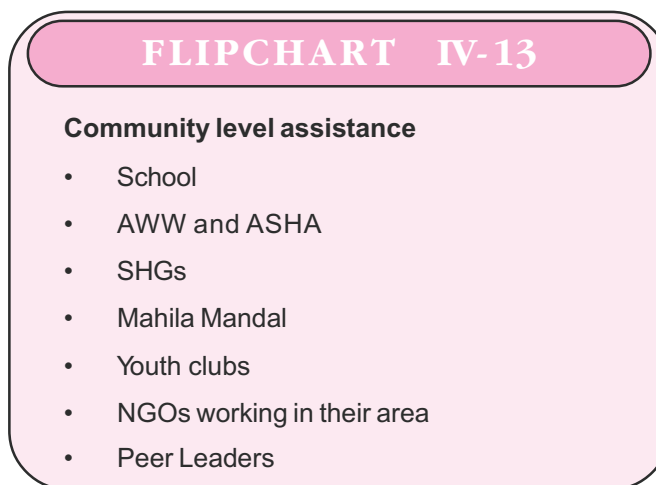 FLIPCHART IV-13
Community level assistance
• School
• AWW and ASHA
• SHGs
• Mahila Mandal
• Youth clubs
• NGOs working in their area
• Peer Leaders